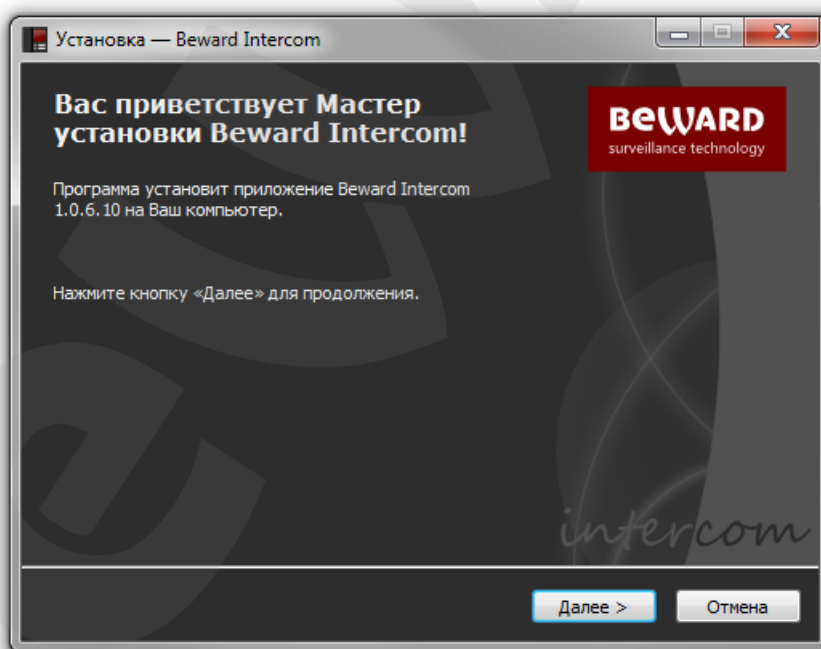 Установка — Beward Intercom
Вас приветствует Мастер
установки Beward Intercom!
BEWARD
surveillance technology
Программа установит приложение Beward Intercom
1.0.6.10 на Ваш компьютер.
Нажмите кнопку «Далее» для продолжения.
intercom
Далее >
Отмена